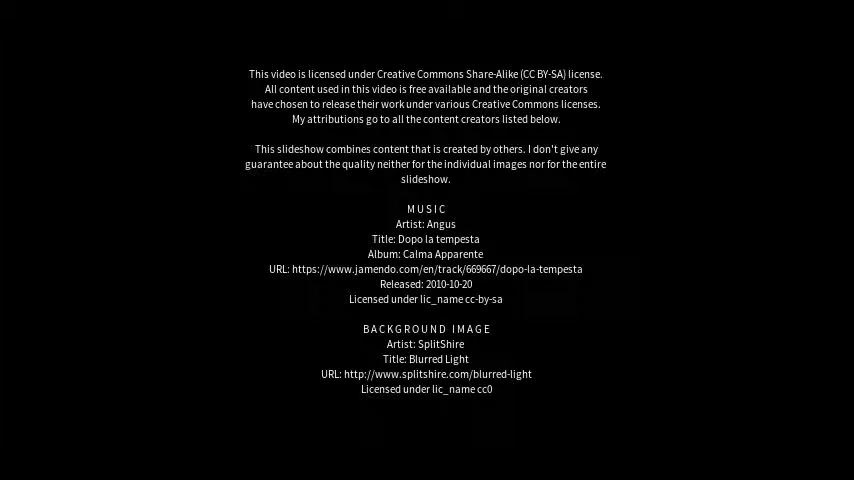 This video is licensed under Creative Commons Share-Alike (CC BY-SA) license.
All content used in this video is free available and the original creators
have chosen to release their work under various Creative Commons licenses.
My attributions go to all the content creators listed below.
This slideshow combines content that is created by others. I don't give any
guarantee about the quality neither for the individual images nor for the entire
slideshow.
MUSIC
Artist: Angus
Title: Dopo la tempesta
Album: Calma Apparente
URL: https://www.jamendo.com/en/track/669667/dopo-la-tempesta
Released: 2010-10-20
Licensed under lic_name cc-by-sa
BACKGROUND IMAGE
Artist: SplitShire
Title: Blurred Light
URL: http://www.splitshire.com/blurred-light
Licensed under lic_name cc0